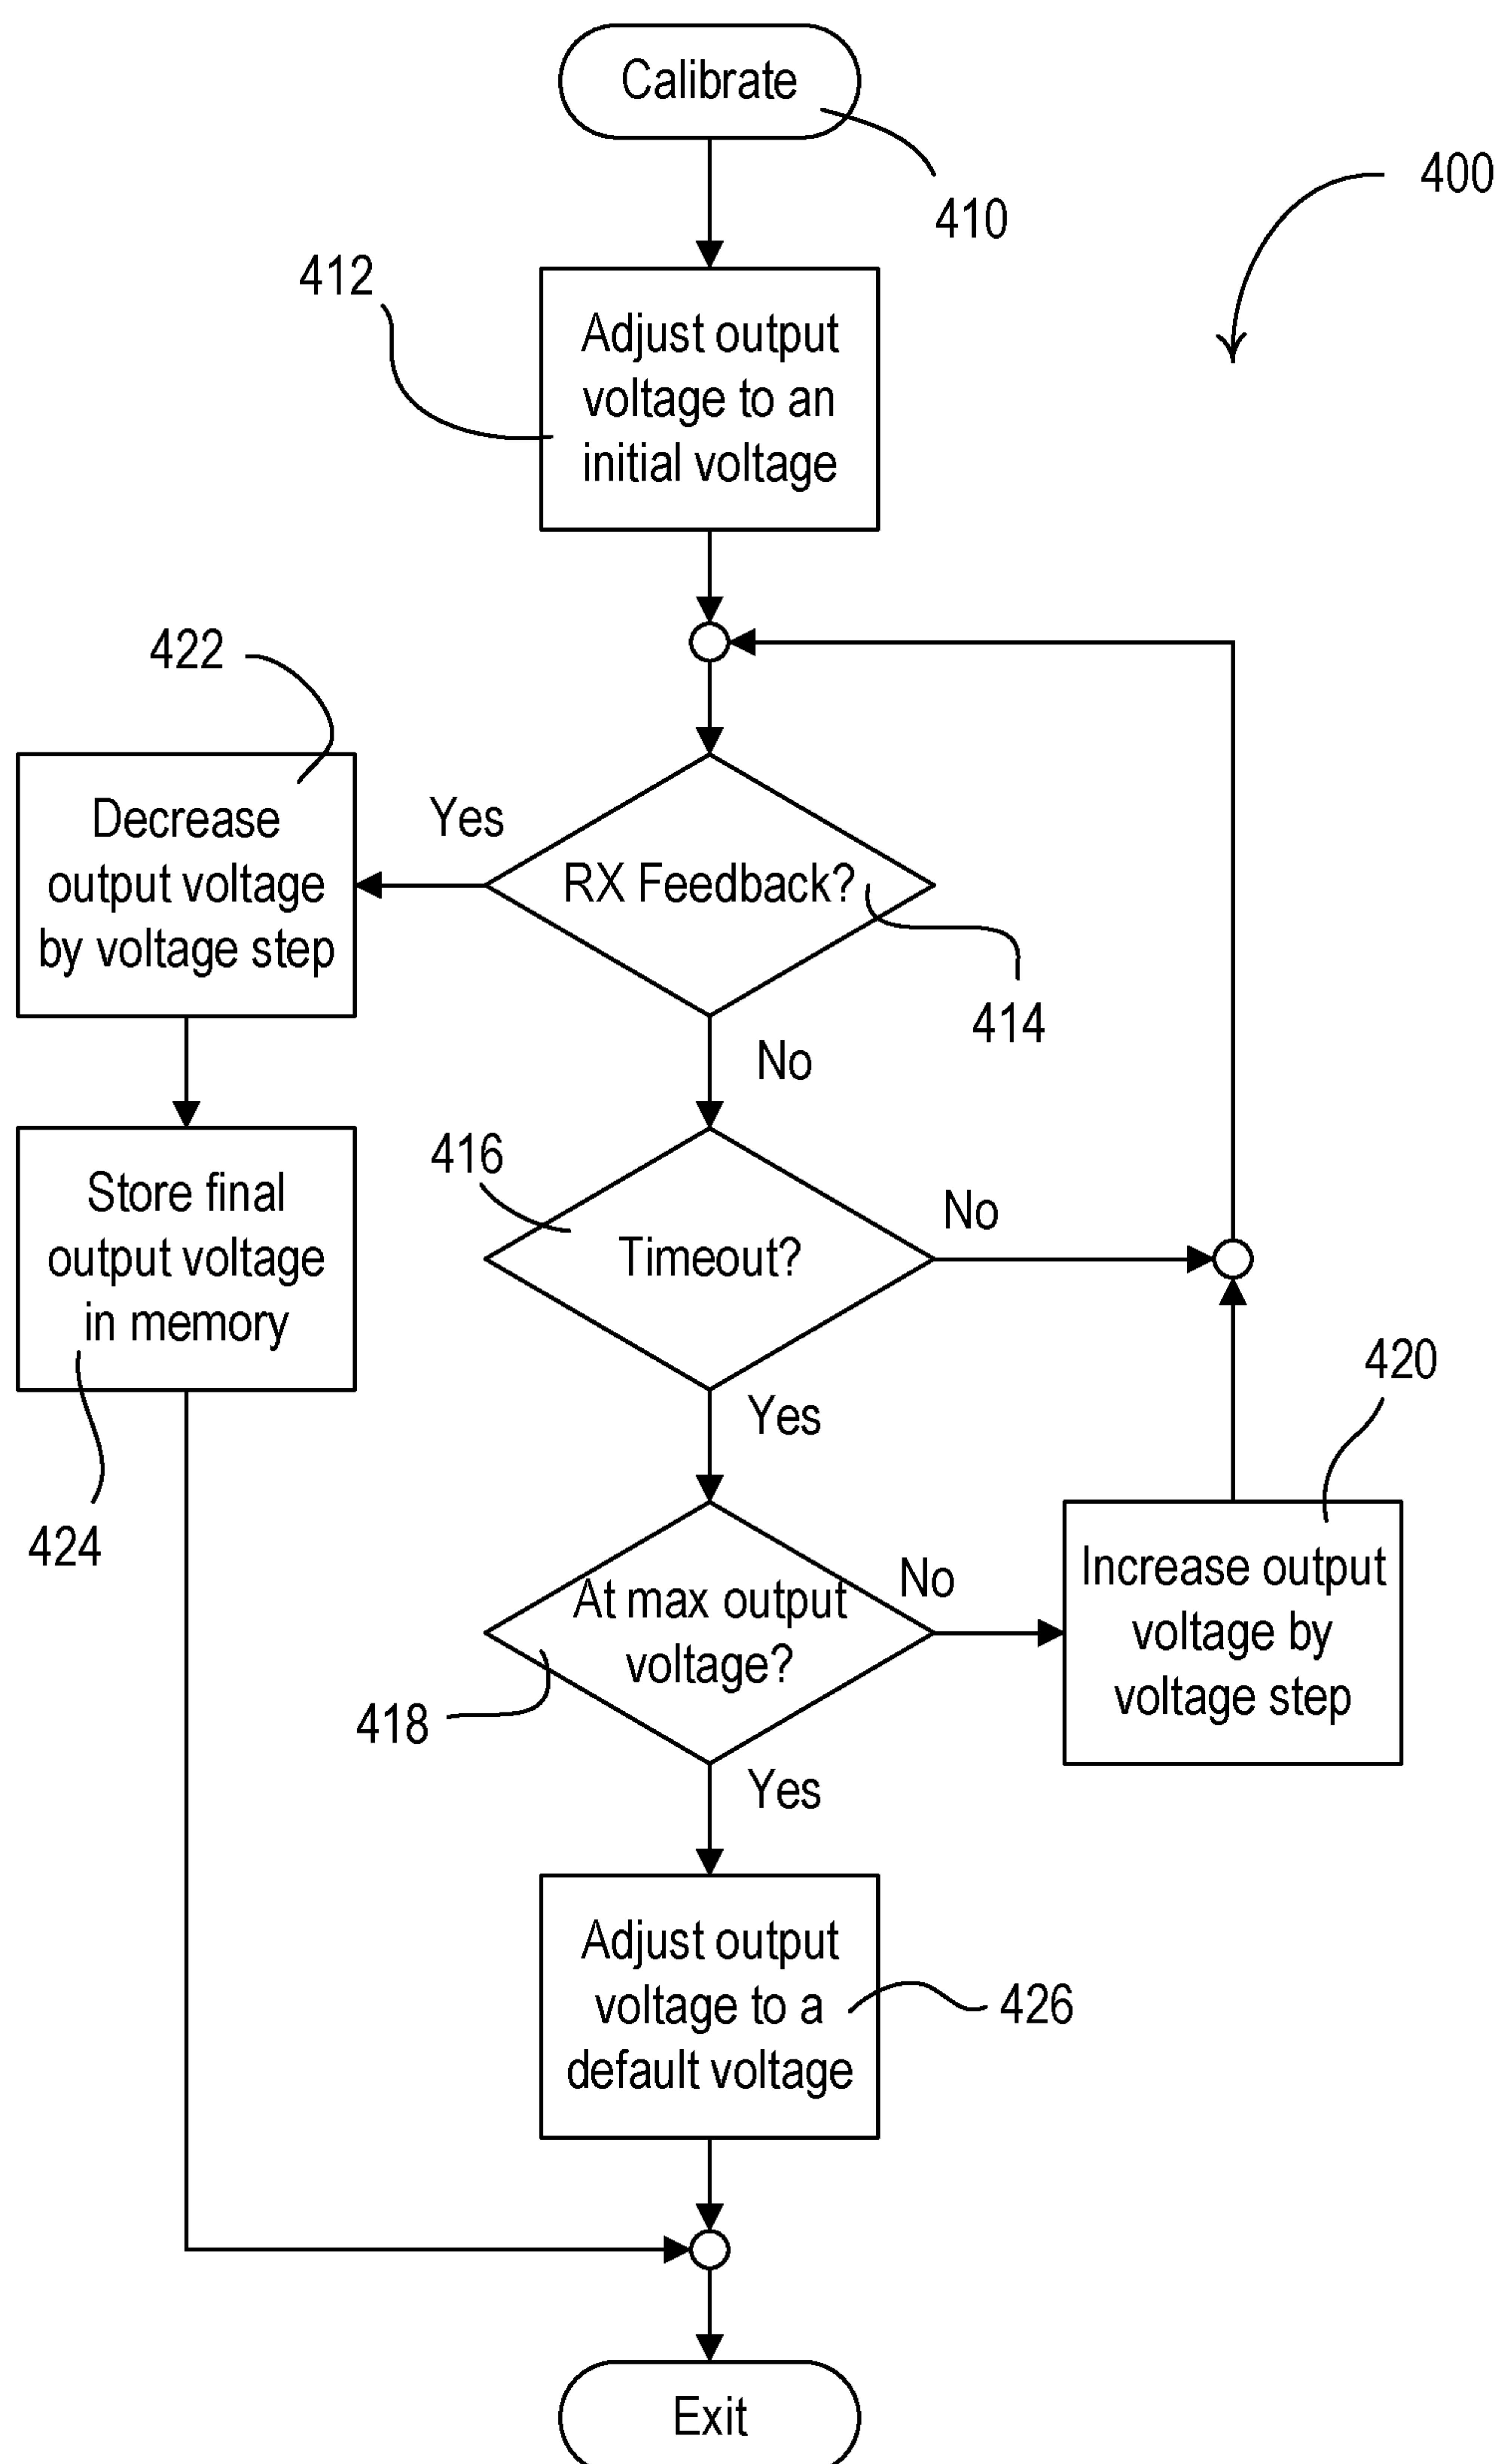 Calibrate
410
400
412
Adjust output
voltage to an
initial voltage
422
Decrease
output voltage
by voltage step
Yes
RX Feedback?
414
No
Store final
output voltage
in memory
424
416
Timeout?
No
Yes
420
At max output
voltage?
418
No
Increase output
voltage by
voltage step
Yes
Adjust output
voltage to a
default voltage
426
Exit